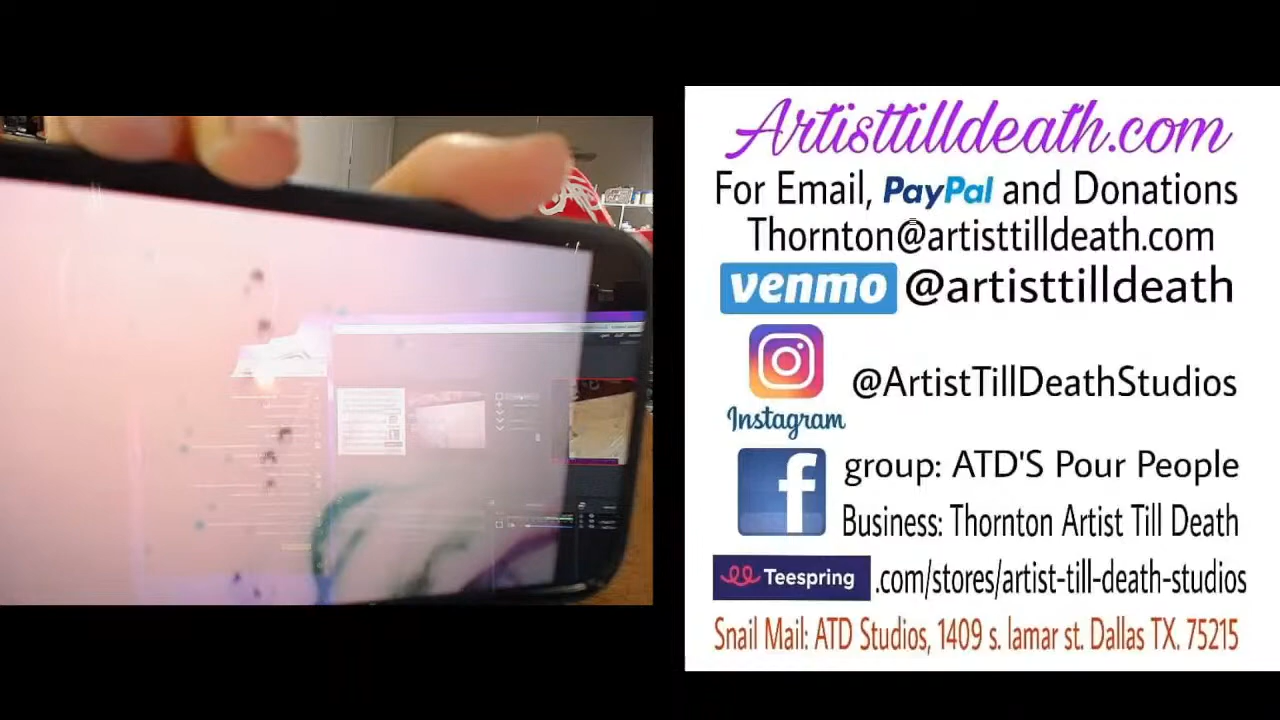 Artisttilldeath.com
For Email, PayPal and Donations
Thornton@artisttilldeath.com
venmo @artisttilldeath
@ArtistTillDeathStudios
Instagram
group: ATD'S Pour People
Business: Thornton Artist Till Death
Teespring .com/stores/artist-till-death-studios
Snail Mail: ATD Studios, 1409 s. lamar st. Dallas TX. 75215